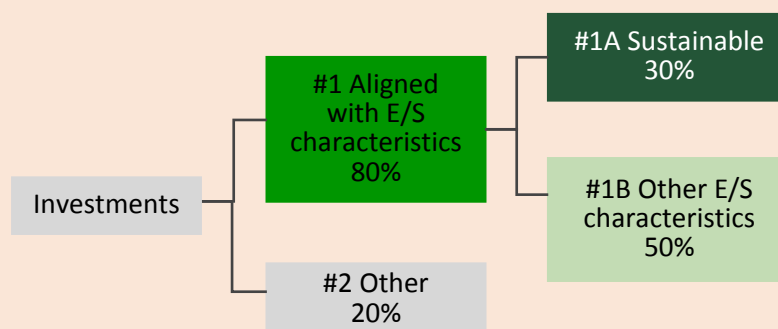 Investments
#1 Aligned
with E/S
characteristics
80%
#2 Other
20%
#1A Sustainable
30%
#1B Other E/S
characteristics
50%